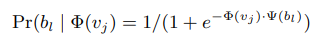 Pr(b_l | Φ(v_j) = 1/(1 + e^{−Φ(v_j)·Ψ(b_l)})